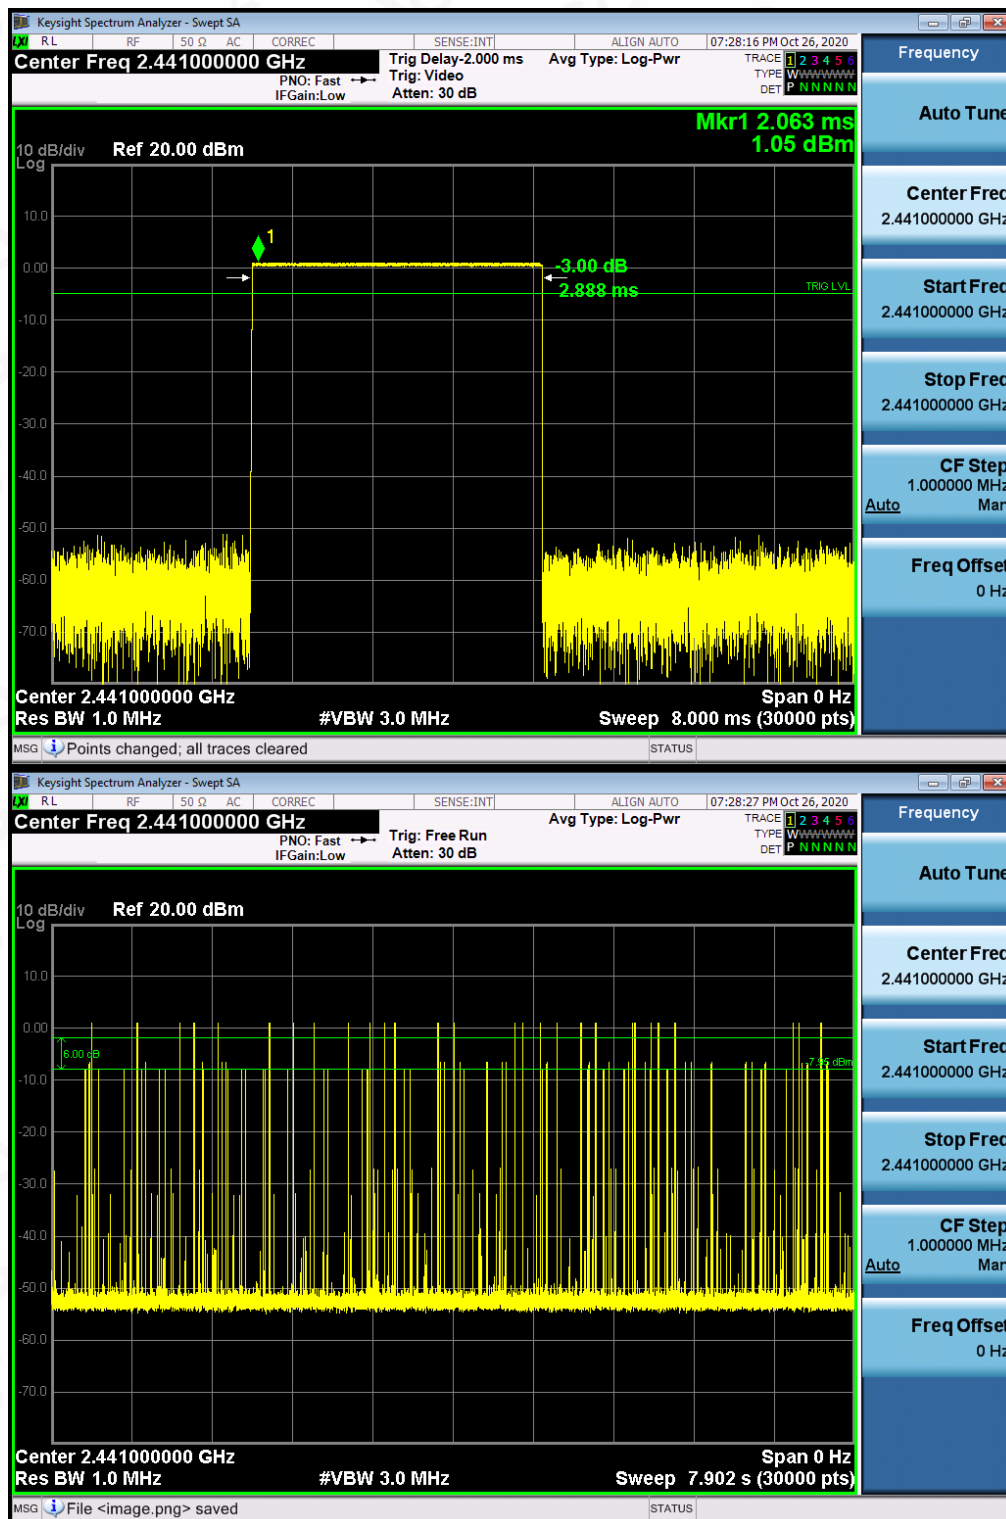 Keysight Spectrum Analyzer - Swept SA
LXI RL RF 50 Ω AC CORREC SENSE:INT ALIGN AUTO 07:28:16 PM Oct 26, 2020
Center Freq 2.441000000 GHz
PNO: Fast
IFGain:Low
Trig Delay-2.000 ms
Trig: Video
Atten: 30 dB
Avg Type: Log-Pwr
TRACE 1 2 3 4 5 6
TYPE WWWWWWW
DET P N N N N N
Mkr1 2.063 ms
1.05 dBm
10 dB/div Ref 20.00 dBm
Log
10.0
1
0.00
-3.00 dB
2.888 ms
TRIG LVL
-10.0
-20.0
-30.0
-40.0
-50.0
-60.0
-70.0
Center 2.441000000 GHz Span 0 Hz
Res BW 1.0 MHz #VBW 3.0 MHz Sweep 8.000 ms (30000 pts)
MSG Points changed; all traces cleared STATUS
Frequency
Auto Tune
Center Freq
2.441000000 GHz
Start Freq
2.441000000 GHz
Stop Freq
2.441000000 GHz
CF Step
1.000000 MHz
Auto Man
Freq Offset
0 Hz
Keysight Spectrum Analyzer - Swept SA
LXI RL RF 50 Ω AC CORREC SENSE:INT ALIGN AUTO 07:28:27 PM Oct 26, 2020
Center Freq 2.441000000 GHz
PNO: Fast
IFGain:Low
Trig: Free Run
Atten: 30 dB
Avg Type: Log-Pwr
TRACE 1 2 3 4 5 6
TYPE WWWWWWW
DET P N N N N N
10 dB/div Ref 20.00 dBm
Log
10.0
0.00
6.00 dB
-7.95 dBm
-10.0
-20.0
-30.0
-40.0
-50.0
-60.0
-70.0
Center 2.441000000 GHz Span 0 Hz
Res BW 1.0 MHz #VBW 3.0 MHz Sweep 7.902 s (30000 pts)
MSG File <image.png> saved STATUS
Frequency
Auto Tune
Center Freq
2.441000000 GHz
Start Freq
2.441000000 GHz
Stop Freq
2.441000000 GHz
CF Step
1.000000 MHz
Auto Man
Freq Offset
0 Hz